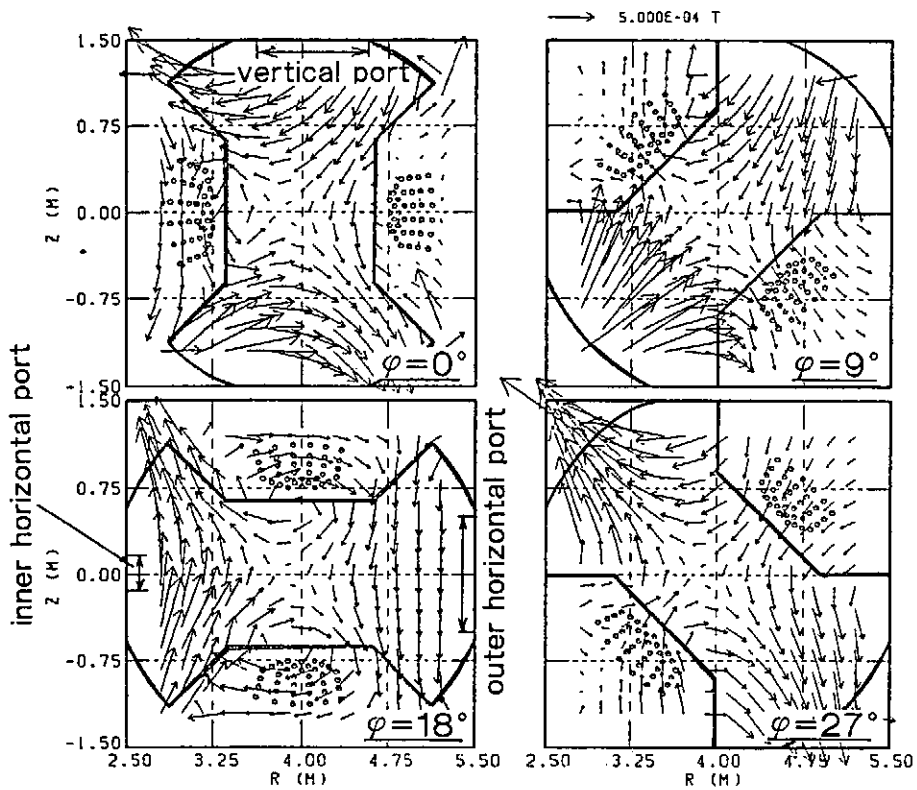 5.000E-04 T
1.50
0.75
0.00
-0.75
-1.50
Z (M)
vertical port
φ=0°
φ=9°
1.50
0.75
0.00
-0.75
-1.50
Z (M)
inner horizontal port
outer horizontal port
φ=18°
φ=27°
2.50 3.25 4.00 4.75 5.50
R (M)
2.50 3.25 4.00 4.75 5.50
R (M)